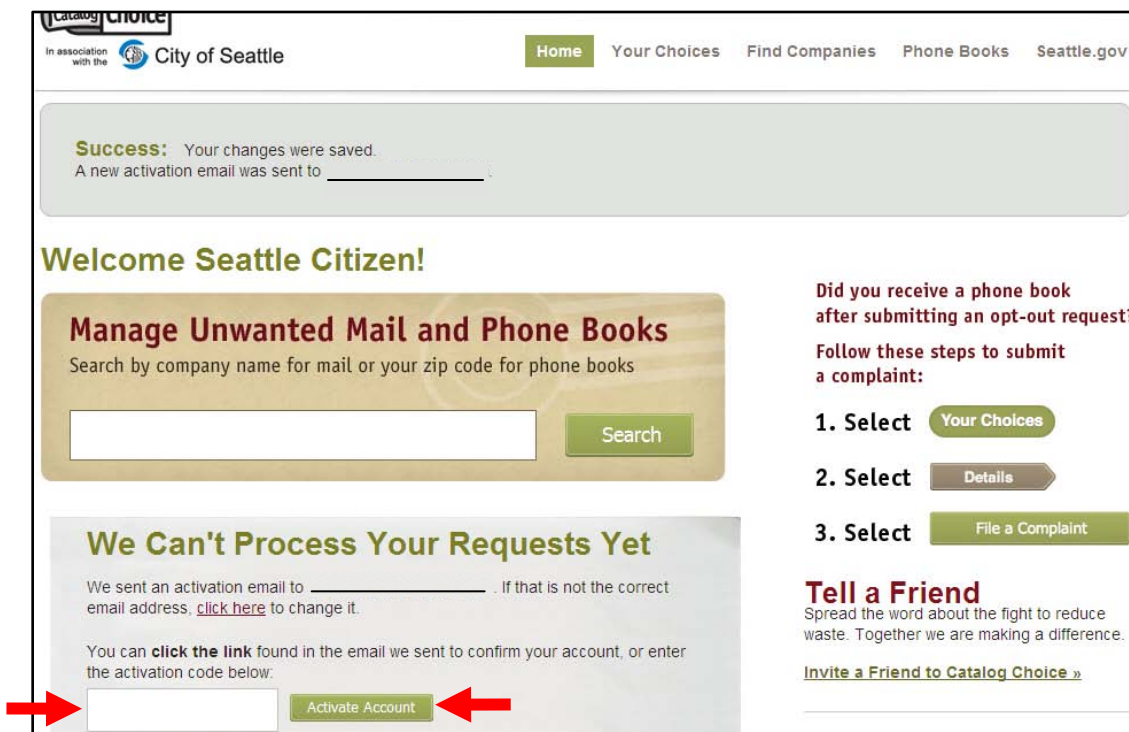 Catalog Choice
In association
with the
City of Seattle
Home Your Choices Find Companies Phone Books Seattle.gov
Success: Your changes were saved.
A new activation email was sent to .
Welcome Seattle Citizen!
Manage Unwanted Mail and Phone Books
Search by company name for mail or your zip code for phone books
Search
We Can't Process Your Requests Yet
We sent an activation email to . If that is not the correct
email address, click here to change it.
You can click the link found in the email we sent to confirm your account, or enter
the activation code below:
Activate Account
Did you receive a phone book
after submitting an opt-out request?
Follow these steps to submit
a complaint:
1. Select Your Choices
2. Select Details
3. Select File a Complaint
Tell a Friend
Spread the word about the fight to reduce
waste. Together we are making a difference.
Invite a Friend to Catalog Choice »